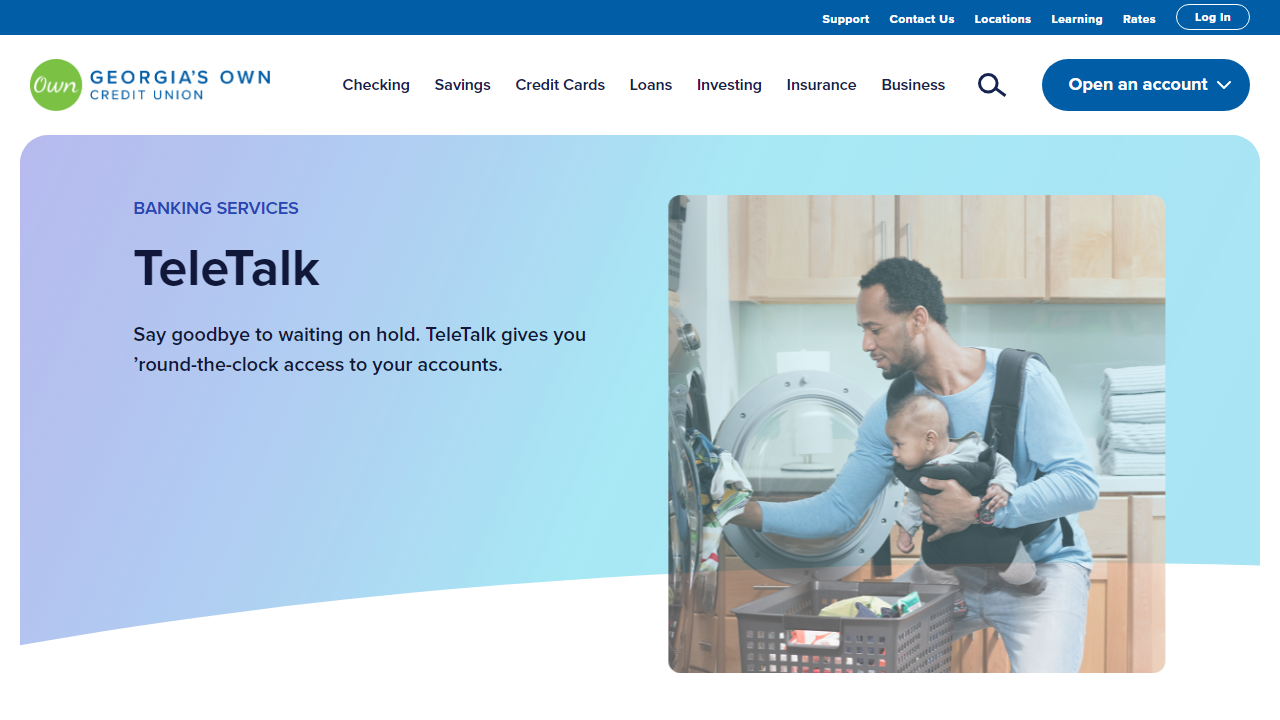 Support Contact Us Locations Learning Rates Log In
Own GEORGIA'S OWN
CREDIT UNION
Checking Savings Credit Cards Loans Investing Insurance Business Open an account
BANKING SERVICES
TeleTalk
Say goodbye to waiting on hold. TeleTalk gives you
’round-the-clock access to your accounts.